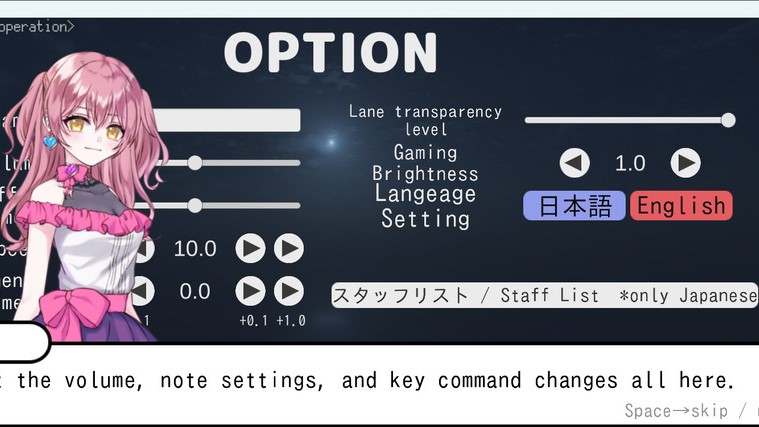 operation>
OPTION
Lane transparency
level
Gaming
Brightness
1.0
Langeage
Setting
日本語 English
10.0
0.0
+0.1 +1.0
スタッフリスト / Staff List *only Japanese
the volume, note settings, and key command changes all here.
Space→skip /